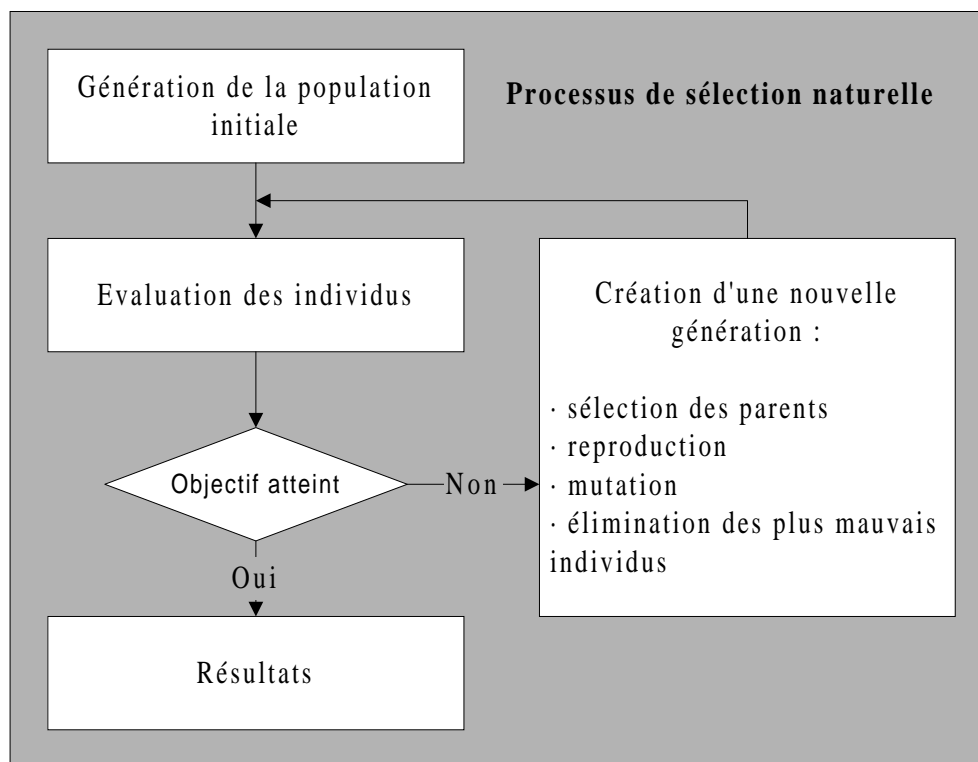 Génération de la population
initiale
Processus de sélection naturelle
Evaluation des individus
Création d'une nouvelle
génération :
· sélection des parents
· reproduction
· mutation
· élimination des plus mauvais
individus
Objectif atteint
Non
Oui
Résultats